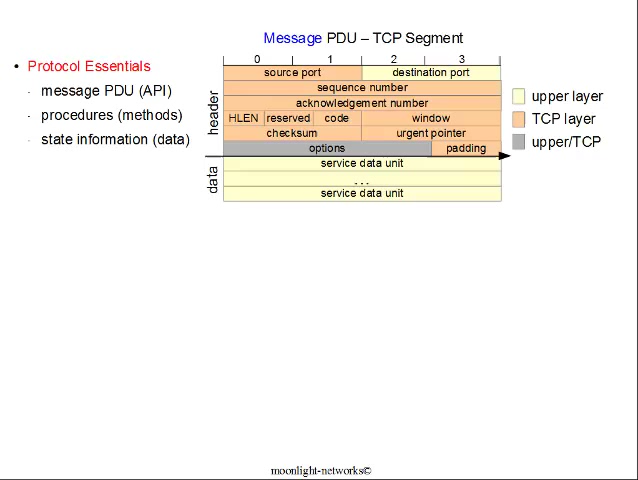 Message PDU – TCP Segment
0 1 2 3
• Protocol Essentials
- message PDU (API)
- procedures (methods)
- state information (data)
header
source port destination port
sequence number
acknowledgement number
HLEN reserved code window
checksum urgent pointer
options padding
data
service data unit
...
service data unit
upper layer
TCP layer
upper/TCP
moonlight-networks©